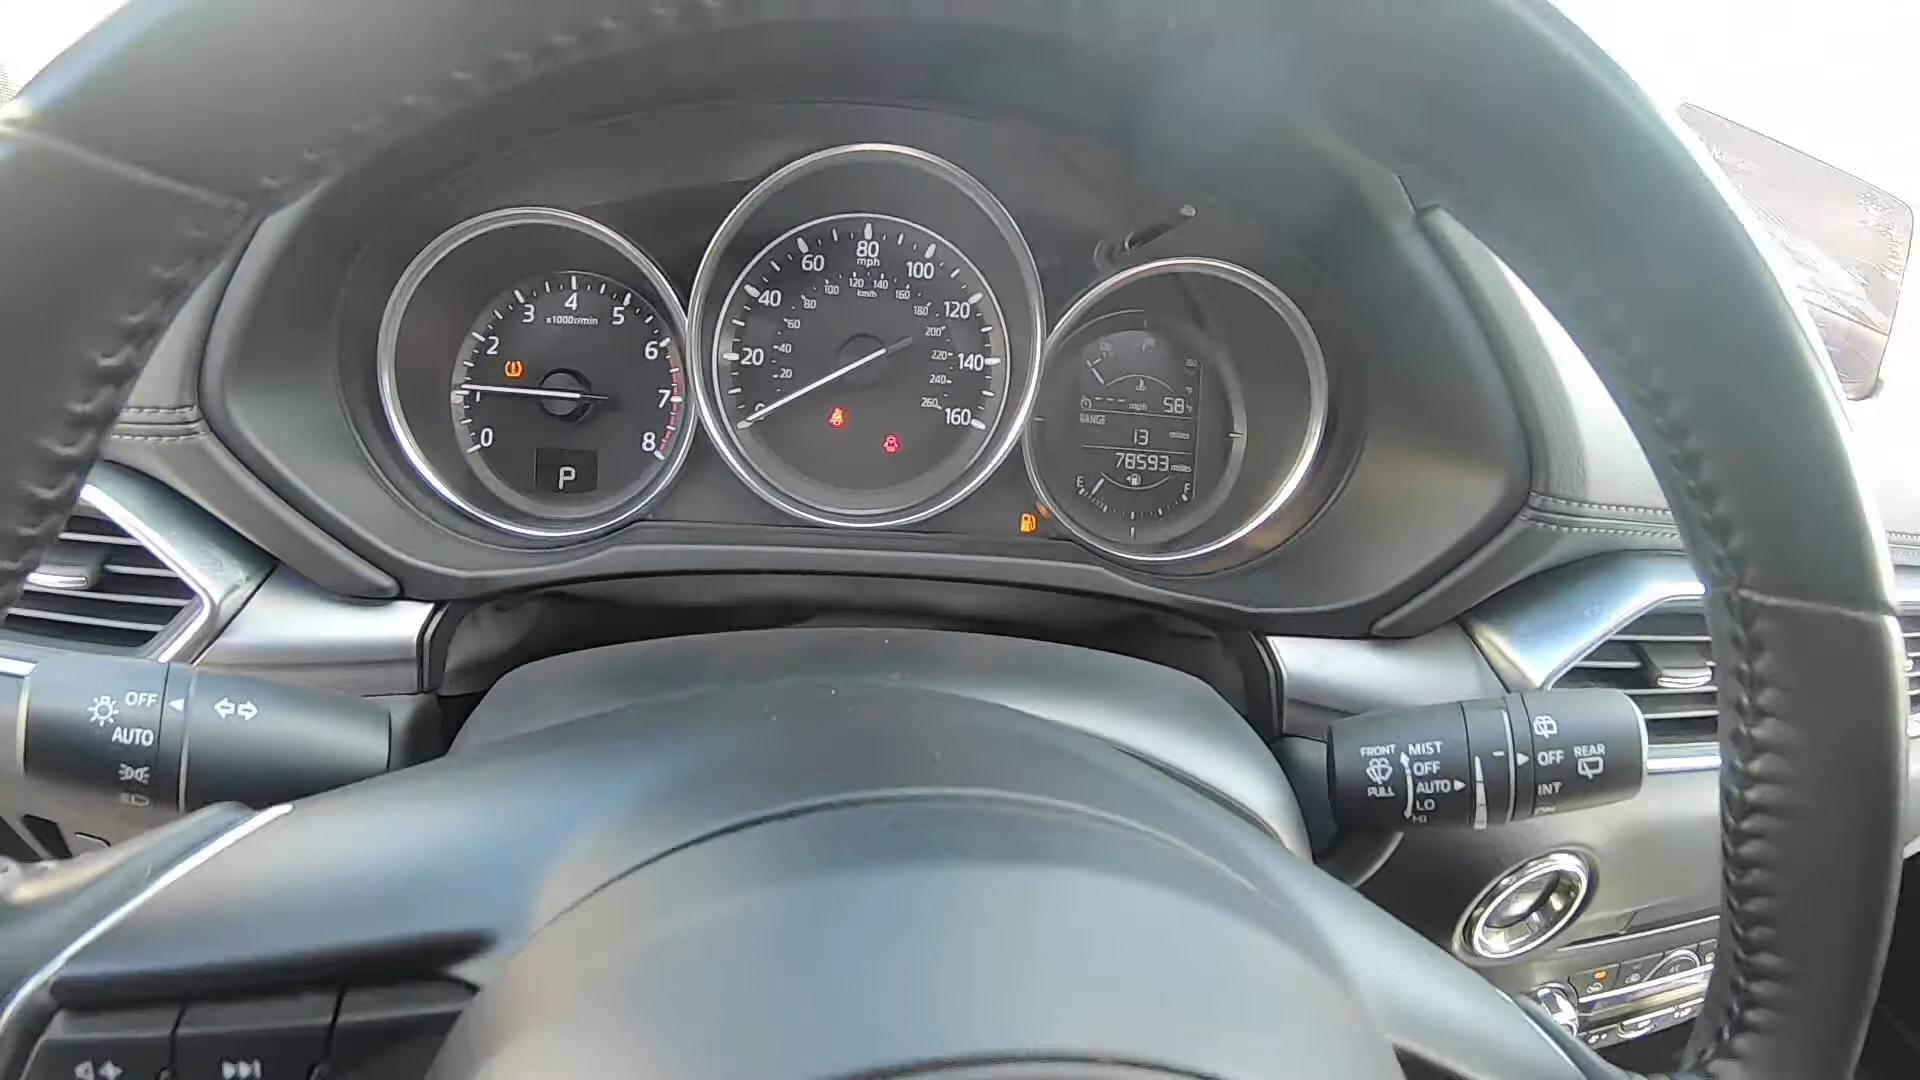 0 1 2 3 4 5 6 7 8
x1000r/min
P
0 20 40 60 80 100 120 140 160
mph
20 40 60 80 100 120 140 160 180 200 220 240 260
km/h
--- mph 58°F
RANGE
13 miles
78593 miles
E F
OFF
AUTO
FRONT
PULL
MIST
OFF
AUTO
LO
HI
OFF
REAR
INT
ON
A/C